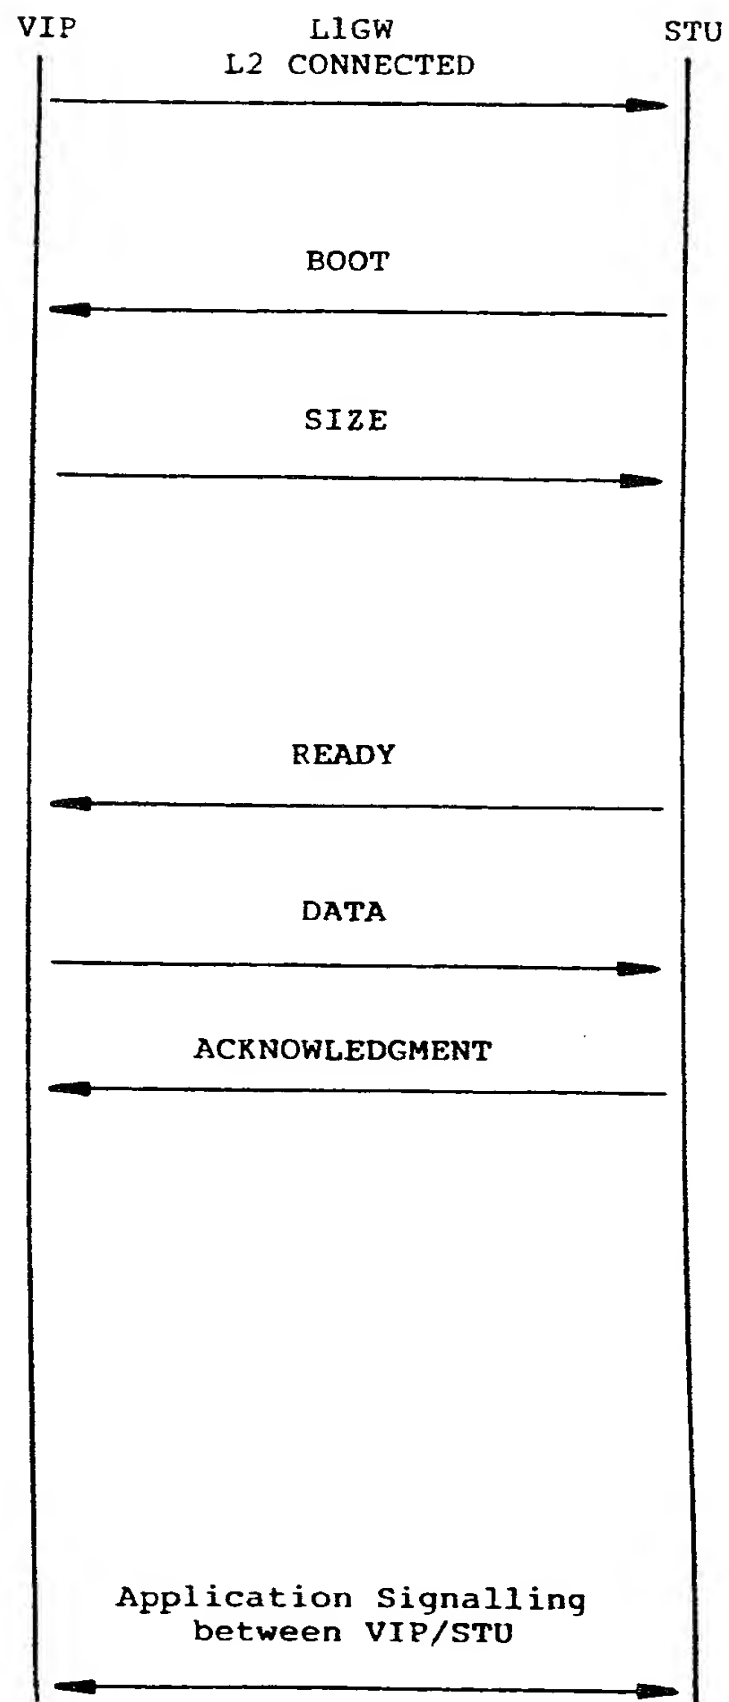 VIP L1GW STU
L2 CONNECTED
BOOT
SIZE
READY
DATA
ACKNOWLEDGMENT
Application Signalling
between VIP/STU